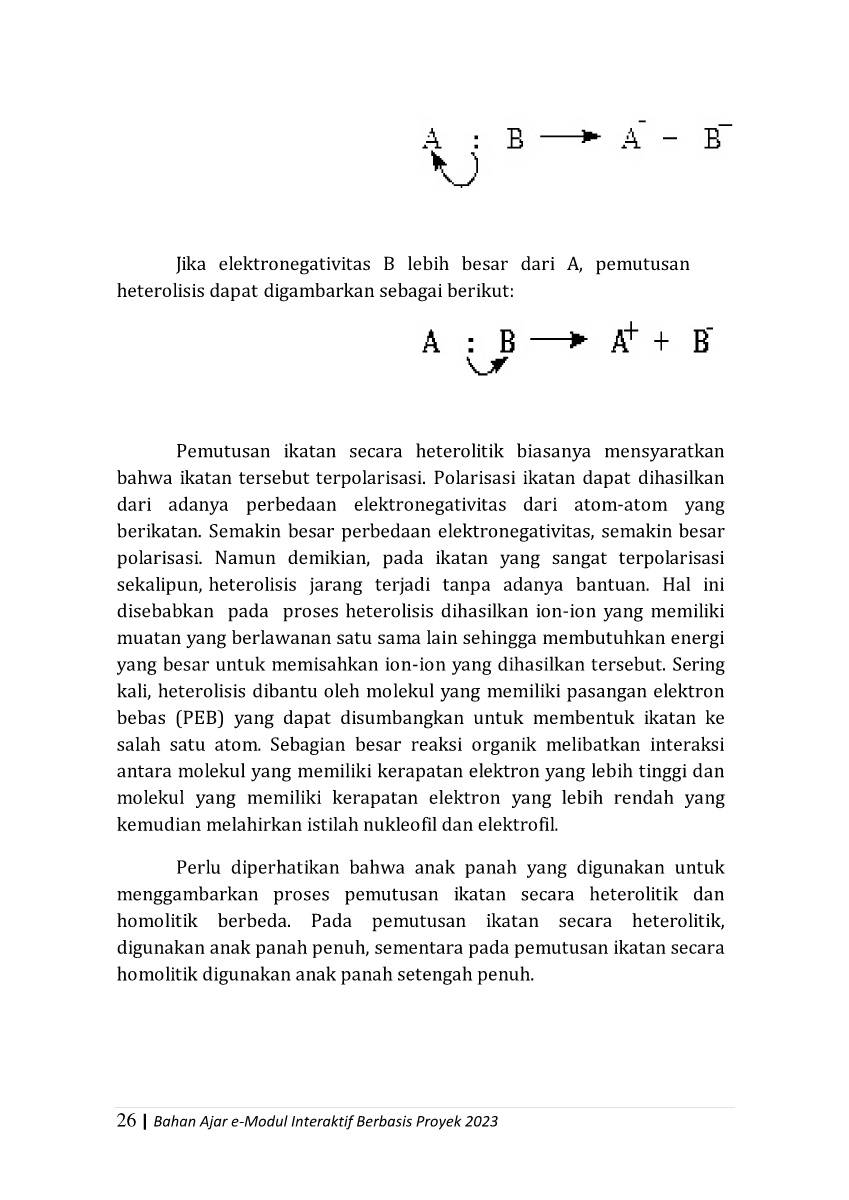 A : B → A⁻ − B⁻
Jika elektronegativitas B lebih besar dari A, pemutusan
heterolisis dapat digambarkan sebagai berikut:
A : B → A⁺ + B⁻
Pemutusan ikatan secara heterolitik biasanya mensyaratkan
bahwa ikatan tersebut terpolarisasi. Polarisasi ikatan dapat dihasilkan
dari adanya perbedaan elektronegativitas dari atom-atom yang
berikatan. Semakin besar perbedaan elektronegativitas, semakin besar
polarisasi. Namun demikian, pada ikatan yang sangat terpolarisasi
sekalipun, heterolisis jarang terjadi tanpa adanya bantuan. Hal ini
disebabkan pada proses heterolisis dihasilkan ion-ion yang memiliki
muatan yang berlawanan satu sama lain sehingga membutuhkan energi
yang besar untuk memisahkan ion-ion yang dihasilkan tersebut. Sering
kali, heterolisis dibantu oleh molekul yang memiliki pasangan elektron
bebas (PEB) yang dapat disumbangkan untuk membentuk ikatan ke
salah satu atom. Sebagian besar reaksi organik melibatkan interaksi
antara molekul yang memiliki kerapatan elektron yang lebih tinggi dan
molekul yang memiliki kerapatan elektron yang lebih rendah yang
kemudian melahirkan istilah nukleofil dan elektrofil.
Perlu diperhatikan bahwa anak panah yang digunakan untuk
menggambarkan proses pemutusan ikatan secara heterolitik dan
homolitik berbeda. Pada pemutusan ikatan secara heterolitik,
digunakan anak panah penuh, sementara pada pemutusan ikatan secara
homolitik digunakan anak panah setengah penuh.
26 | Bahan Ajar e-Modul Interaktif Berbasis Proyek 2023